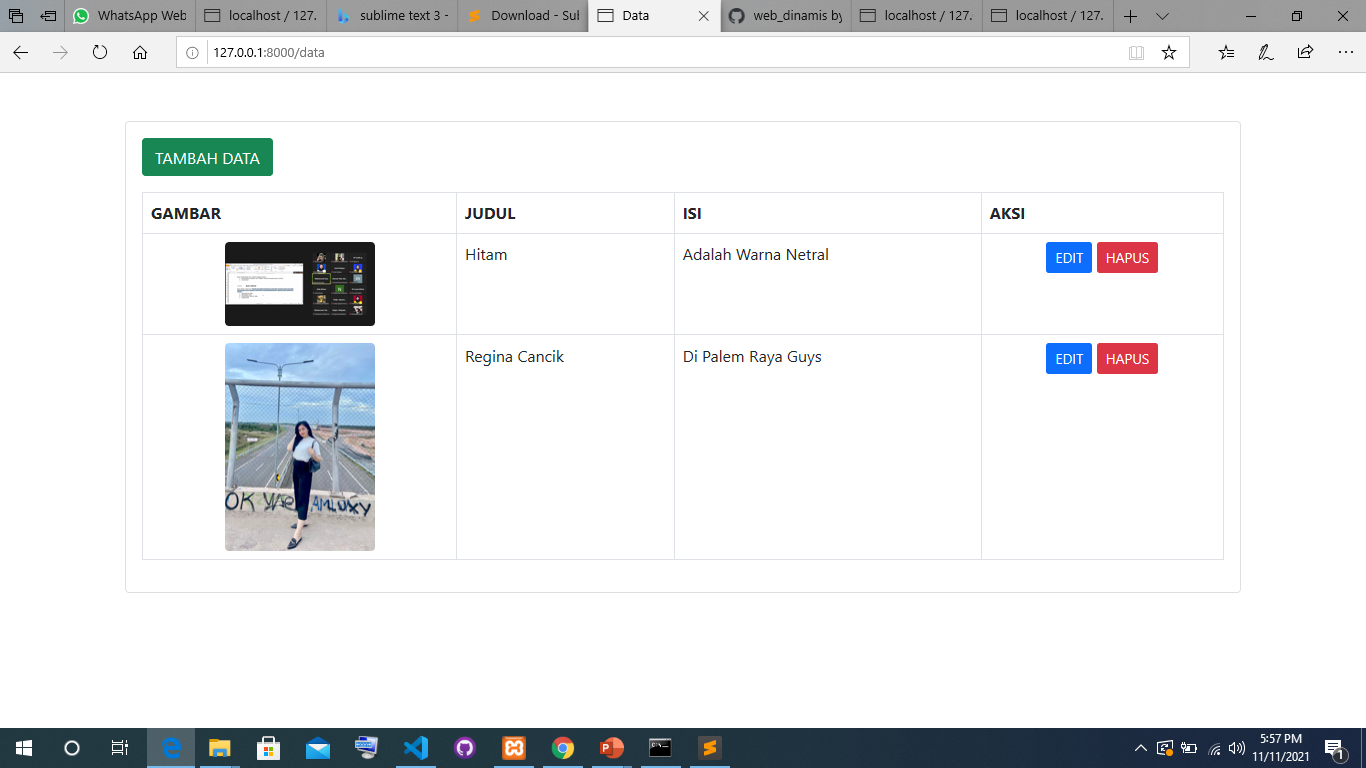 WhatsApp Web
localhost / 127.
sublime text 3 -
Download - Sub
Data
web_dinamis by
localhost / 127.
localhost / 127.
127.0.0.1:8000/data
TAMBAH DATA
GAMBAR JUDUL ISI AKSI
Hitam Adalah Warna Netral EDIT HAPUS
Regina Cancik Di Palem Raya Guys EDIT HAPUS
OK
5:57 PM
11/11/2021
1